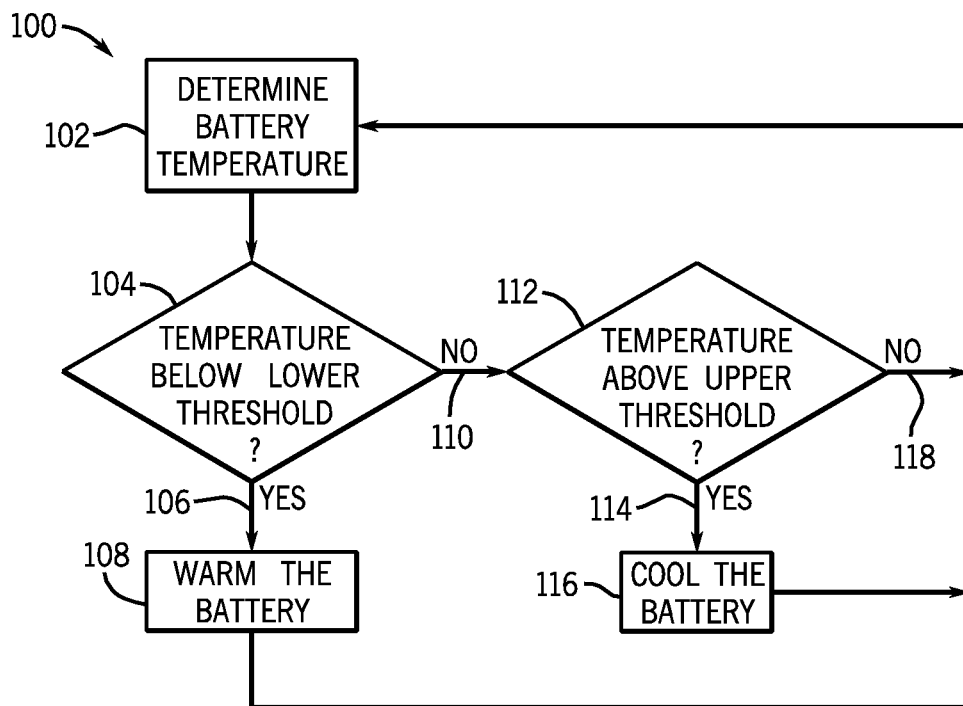 100
DETERMINE
BATTERY
TEMPERATURE
102
104
TEMPERATURE
BELOW LOWER
THRESHOLD
?
NO
110
112
TEMPERATURE
ABOVE UPPER
THRESHOLD
?
NO
118
106
YES
114
YES
108
WARM THE
BATTERY
116
COOL THE
BATTERY